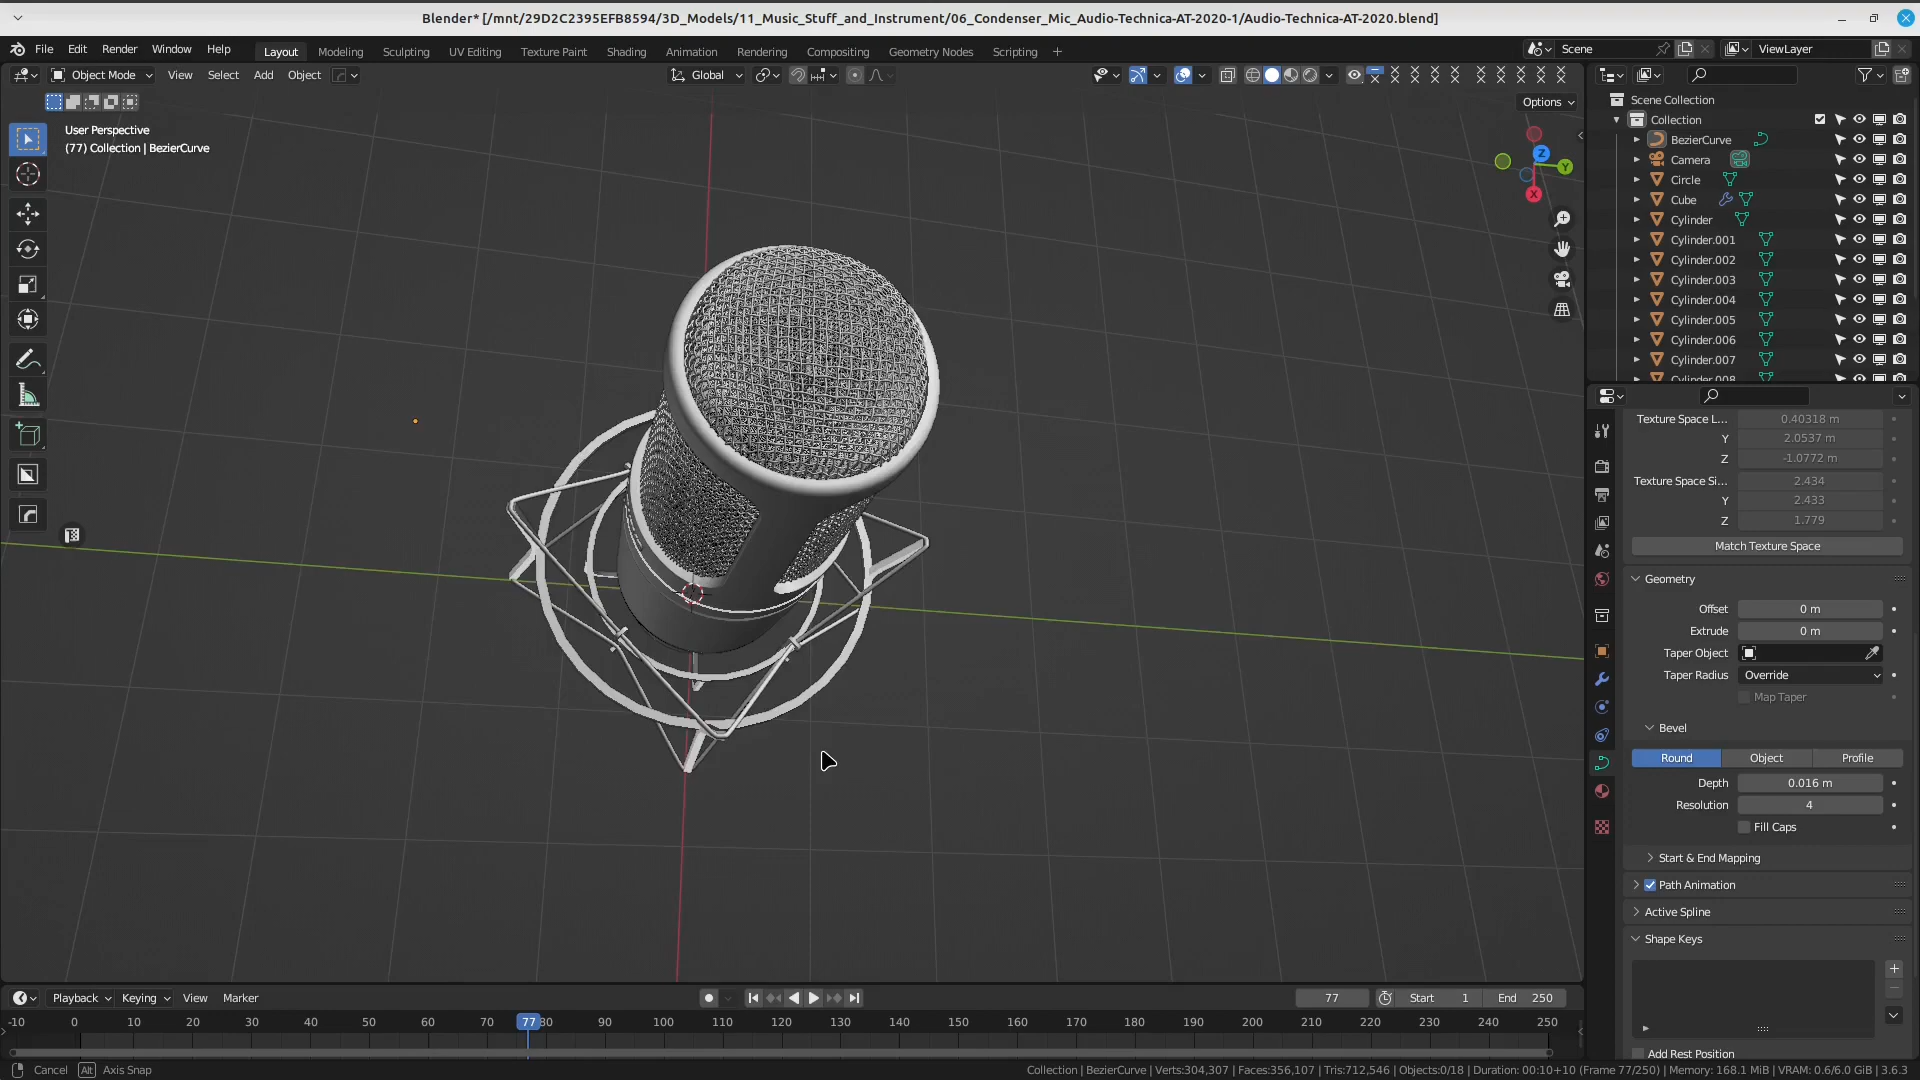 Blender* [/mnt/29D2C2395EFB8594/3D_Models/11_Music_Stuff_and_Instrument/06_Condenser_Mic_Audio-Technica-AT-2020-1/Audio-Technica-AT-2020.blend]
File Edit Render Window Help Layout Modeling Sculpting UV Editing Texture Paint Shading Animation Rendering Compositing Geometry Nodes Scripting + Scene ViewLayer
Object Mode View Select Add Object Global
Options
User Perspective
(77) Collection | BezierCurve
Z
Y
X
Scene Collection
Collection
BezierCurve
Camera
Circle
Cube
Cylinder
Cylinder.001
Cylinder.002
Cylinder.003
Cylinder.004
Cylinder.005
Cylinder.006
Cylinder.007
Cylinder.008
Texture Space L... 0.40318 m
Y 2.0537 m
Z -1.0772 m
Texture Space Si... 2.434
Y 2.433
Z 1.779
Match Texture Space
Geometry
Offset 0 m
Extrude 0 m
Taper Object
Taper Radius Override
Map Taper
Bevel
Round Object Profile
Depth 0.016 m
Resolution 4
Fill Caps
Start & End Mapping
Path Animation
Active Spline
Shape Keys
Add Rest Position
Playback Keying View Marker 77 Start 1 End 250
-10 0 10 20 30 40 50 60 70 77 80 90 100 110 120 130 140 150 160 170 180 190 200 210 220 230 240 250
Cancel Alt Axis Snap Collection | BezierCurve | Verts:304,307 | Faces:356,107 | Tris:712,546 | Objects:0/18 | Duration: 00:10+10 (Frame 77/250) | Memory: 168.1 MiB | VRAM: 0.6/6.0 GiB | 3.6.3